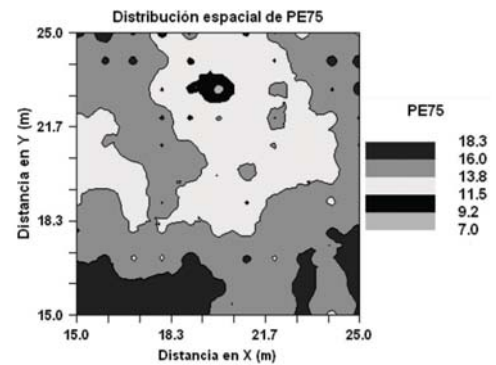 Distribución espacial de PE75
25.0
21.7
18.3
15.0
Distancia en Y (m)
15.0 18.3 21.7 25.0
Distancia en X (m)
PE75
18.3
16.0
13.8
11.5
9.2
7.0